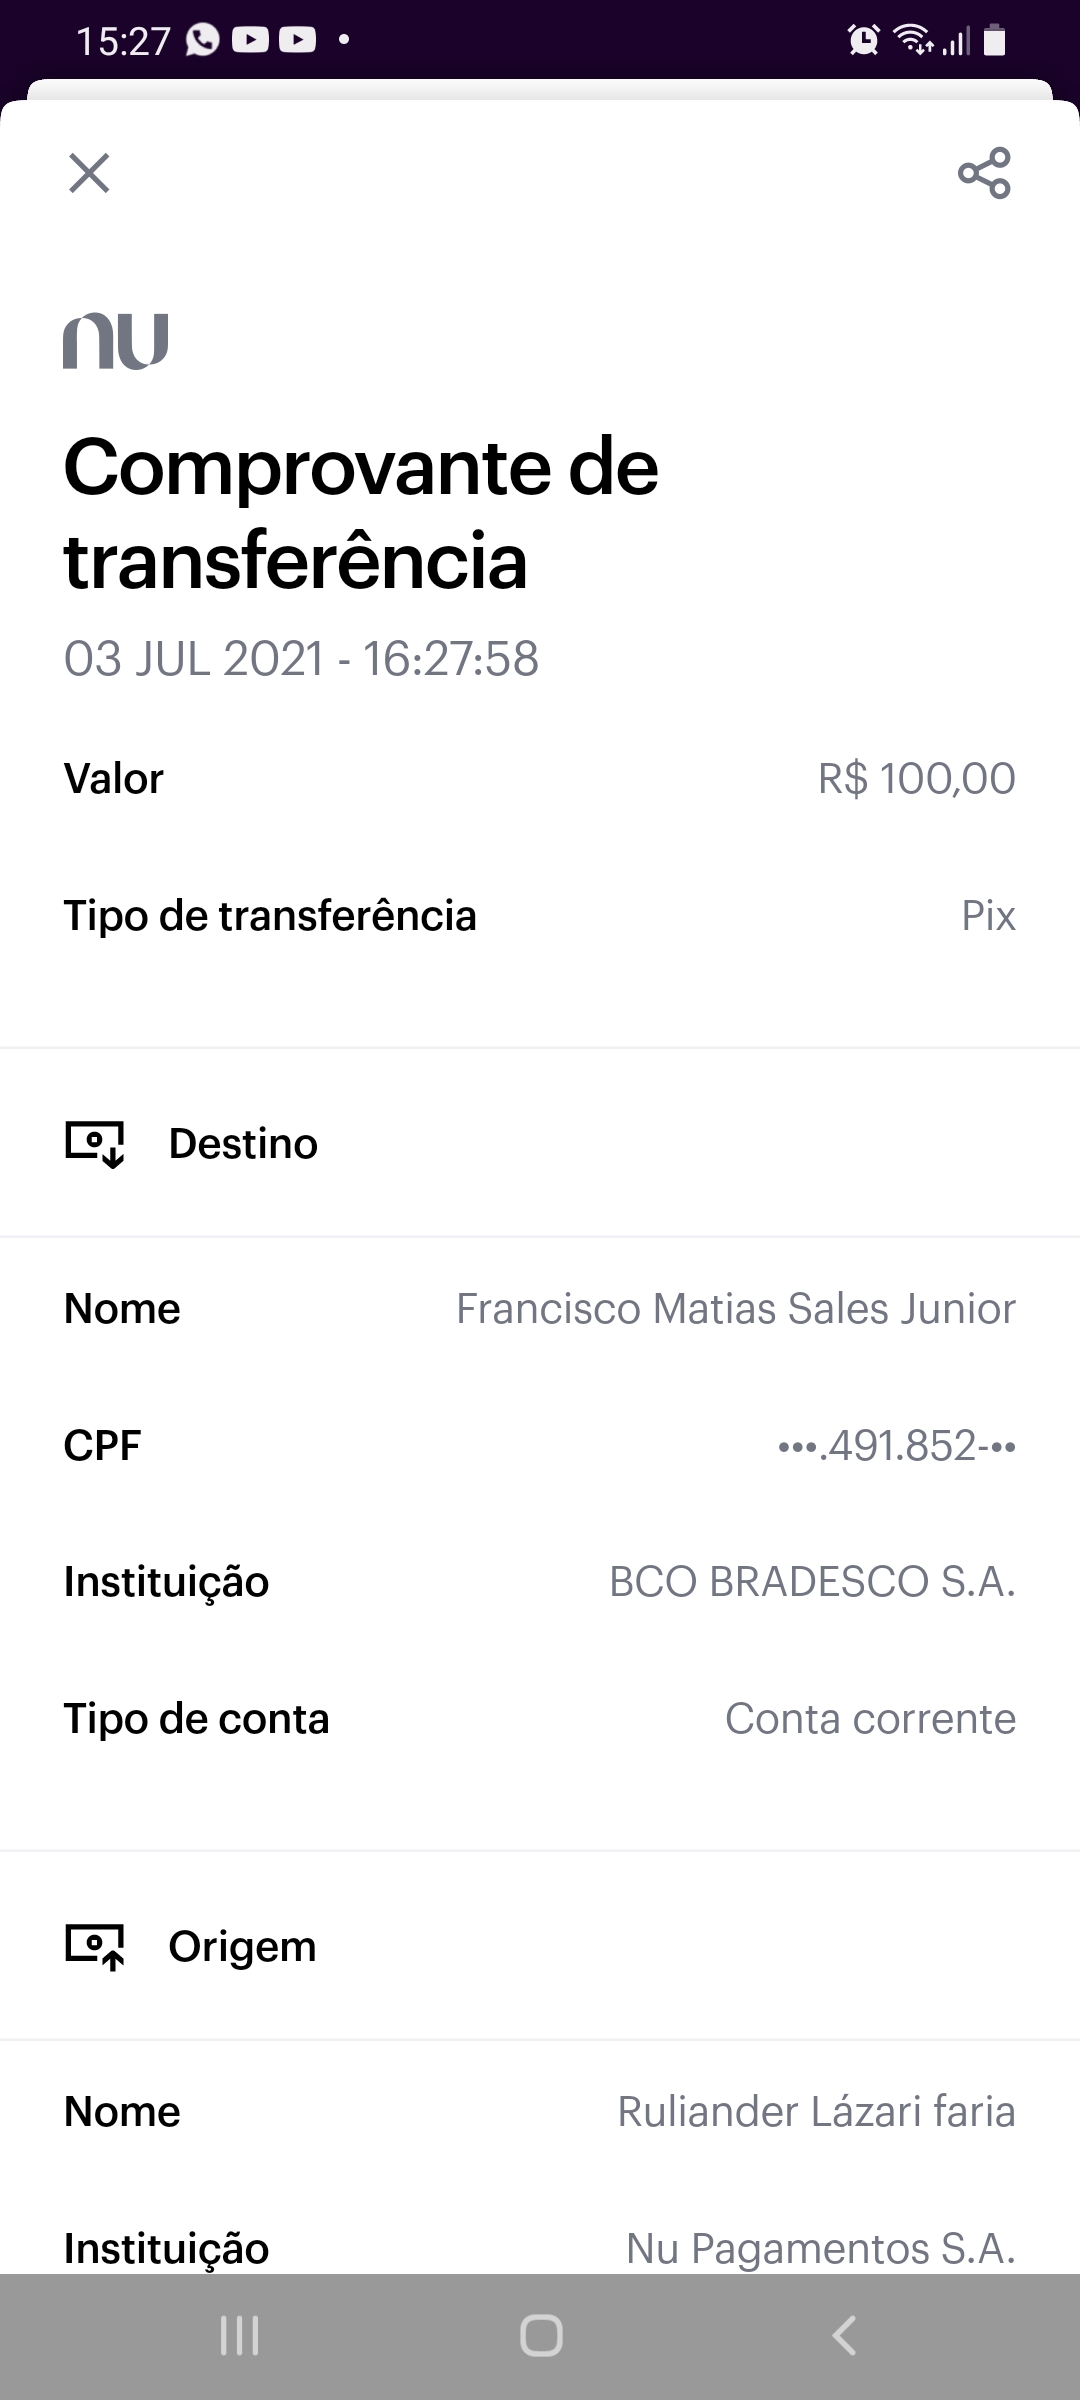 15:27
nu
Comprovante de
transferência
03 JUL 2021 - 16:27:58
Valor R$ 100,00
Tipo de transferência Pix
Destino
Nome Francisco Matias Sales Junior
CPF •••.491.852-••
Instituição BCO BRADESCO S.A.
Tipo de conta Conta corrente
Origem
Nome Ruliander Lázari faria
Instituição Nu Pagamentos S.A.